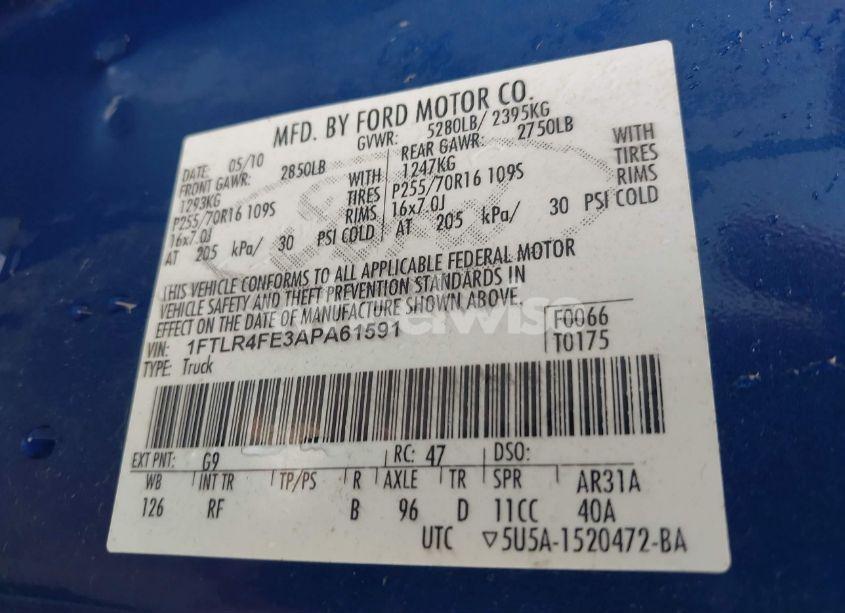 MFD. BY FORD MOTOR CO.
DATE: 05/10 GVWR: 5280LB/ 2395KG
FRONT GAWR: 2850LB REAR GAWR: 2750LB
1293KG WITH 1247KG WITH
P255/70R16 109S TIRES P255/70R16 109S TIRES
16x7.0J RIMS 16x7.0J RIMS
AT 205 kPa/ 30 PSI COLD AT 205 kPa/ 30 PSI COLD
THIS VEHICLE CONFORMS TO ALL APPLICABLE FEDERAL MOTOR
VEHICLE SAFETY AND THEFT PREVENTION STANDARDS IN
EFFECT ON THE DATE OF MANUFACTURE SHOWN ABOVE.
VIN: 1FTLR4FE3APA61591 F0066
TYPE: Truck T0175
EXT PNT: G9 RC: 47 DSO:
WB INT TR TP/PS R AXLE TR SPR AR31A
126 RF B 96 D 11CC 40A
UTC ▽5U5A-1520472-BA